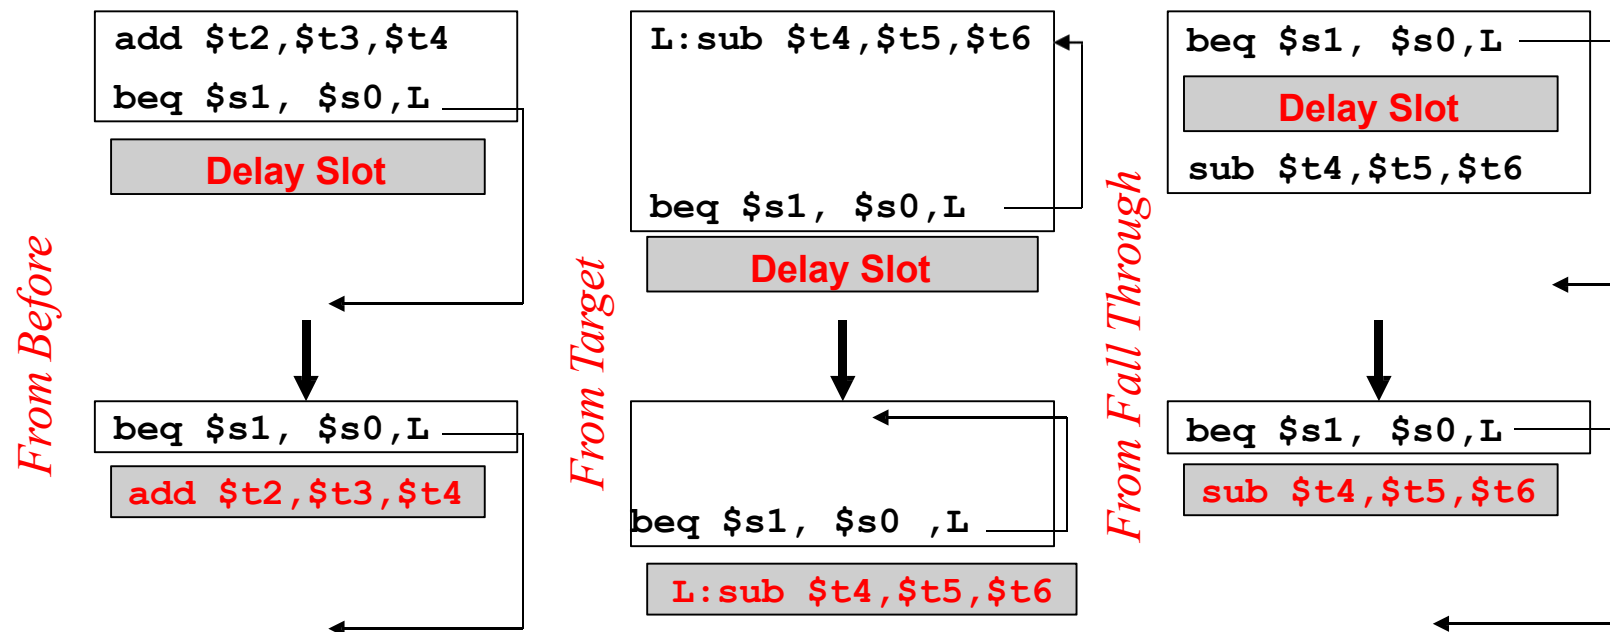 From Before
add $t2,$t3,$t4
beq $s1, $s0,L
Delay Slot
beq $s1, $s0,L
add $t2,$t3,$t4
From Target
L:sub $t4,$t5,$t6
beq $s1, $s0,L
Delay Slot
beq $s1, $s0 ,L
L:sub $t4,$t5,$t6
From Fall Through
beq $s1, $s0,L
Delay Slot
sub $t4,$t5,$t6
beq $s1, $s0,L
sub $t4,$t5,$t6